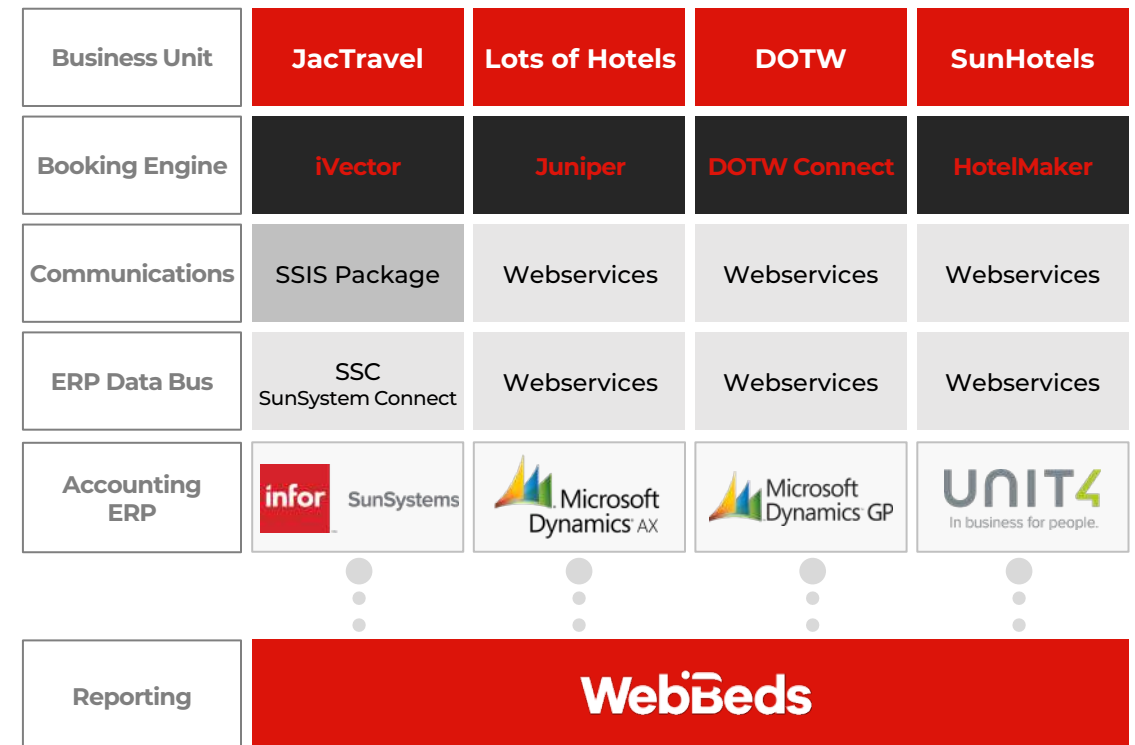 Business Unit
JacTravel
Lots of Hotels
DOTW
SunHotels
Booking Engine
iVector
Juniper
DOTW Connect
HotelMaker
Communications
SSIS Package
Webservices
Webservices
Webservices
ERP Data Bus
SSC
SunSystem Connect
Webservices
Webservices
Webservices
Accounting
ERP
infor
SunSystems
Microsoft
Dynamics AX
Microsoft
Dynamics GP
UNIT4
In business for people.
Reporting
WebBeds